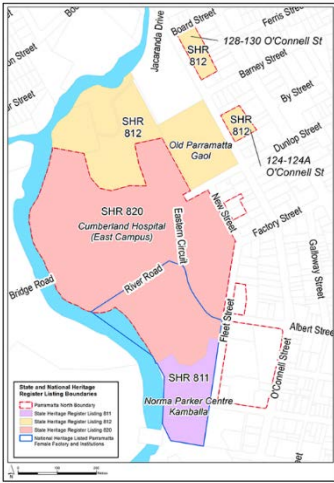 Ferris Street
Board Street
128-130 O'Connell St
Jacaranda Drive
Barney Street
By Street
SHR
812
SHR
812
Old Parramatta
Gaol
Dunlop Street
124-124A
O'Connell St
New Street
Factory Street
SHR 820
Cumberland Hospital
(East Campus)
Eastern Circuit
Galloway Street
River Road
Bridge Road
Fleet Street
Albert Street
O'Connell Street
SHR 811
Norma Parker Centre
Kamballa
State and National Heritage
Register Listing Boundaries
Parramatta North Boundary
State Heritage Register Listing 811
State Heritage Register Listing 812
State Heritage Register Listing 820
National Heritage Listed Parramatta
Female Factory and Institutions